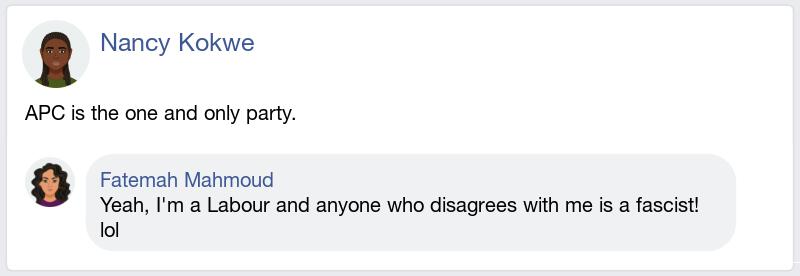 Nancy Kokwe
APC is the one and only party.
Fatemah Mahmoud
Yeah, I'm a Labour and anyone who disagrees with me is a fascist!
lol